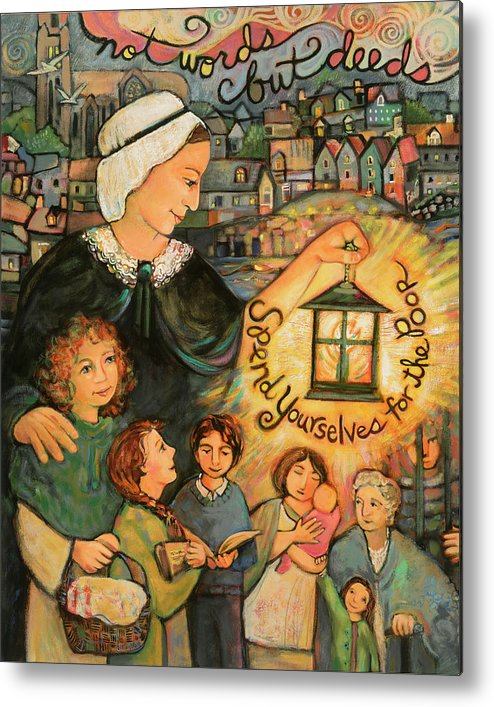 not words
but deeds
Spend Yourselves for the Poor